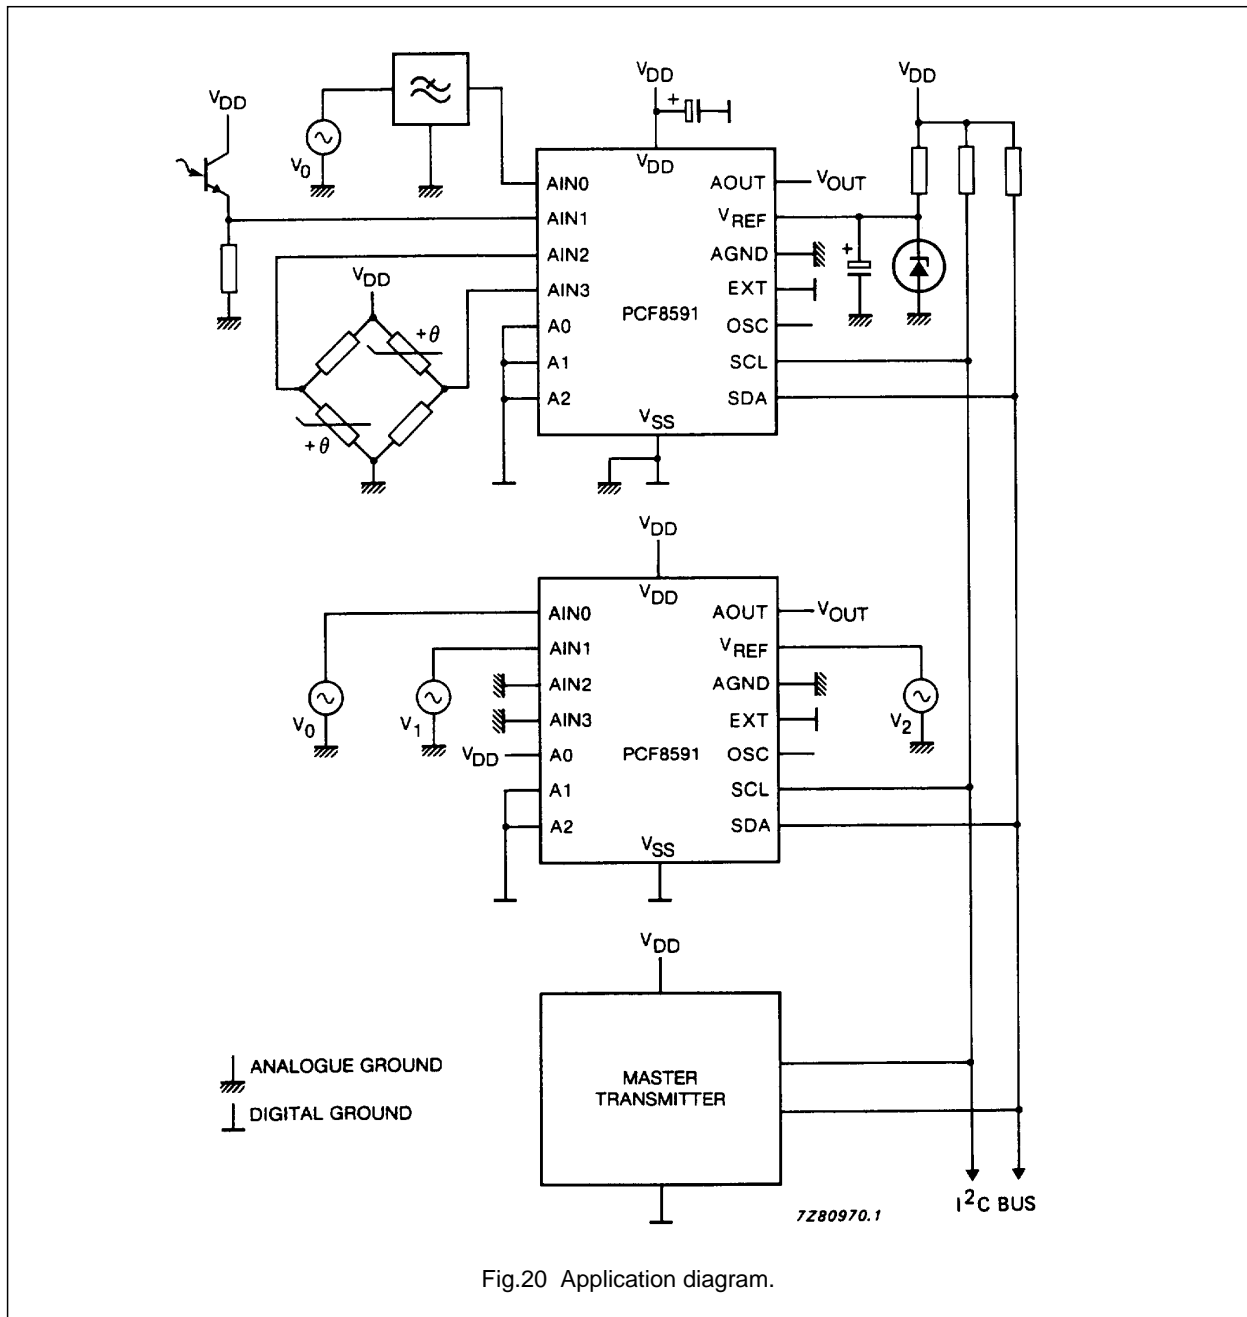 VDD
V0
VDD
VDD
VDD
AIN0
AIN1
AIN2
AIN3
A0
A1
A2
VDD
PCF8591
VSS
AOUT
VREF
AGND
EXT
OSC
SCL
SDA
VOUT
+
+
VDD
+θ
+θ
VDD
VDD
AIN0
AIN1
AIN2
AIN3
A0
A1
A2
PCF8591
VSS
AOUT
VREF
AGND
EXT
OSC
SCL
SDA
VOUT
V0
V1
VDD
V2
VDD
MASTER
TRANSMITTER
ANALOGUE GROUND
DIGITAL GROUND
I2C BUS
7Z80970.1
Fig.20 Application diagram.